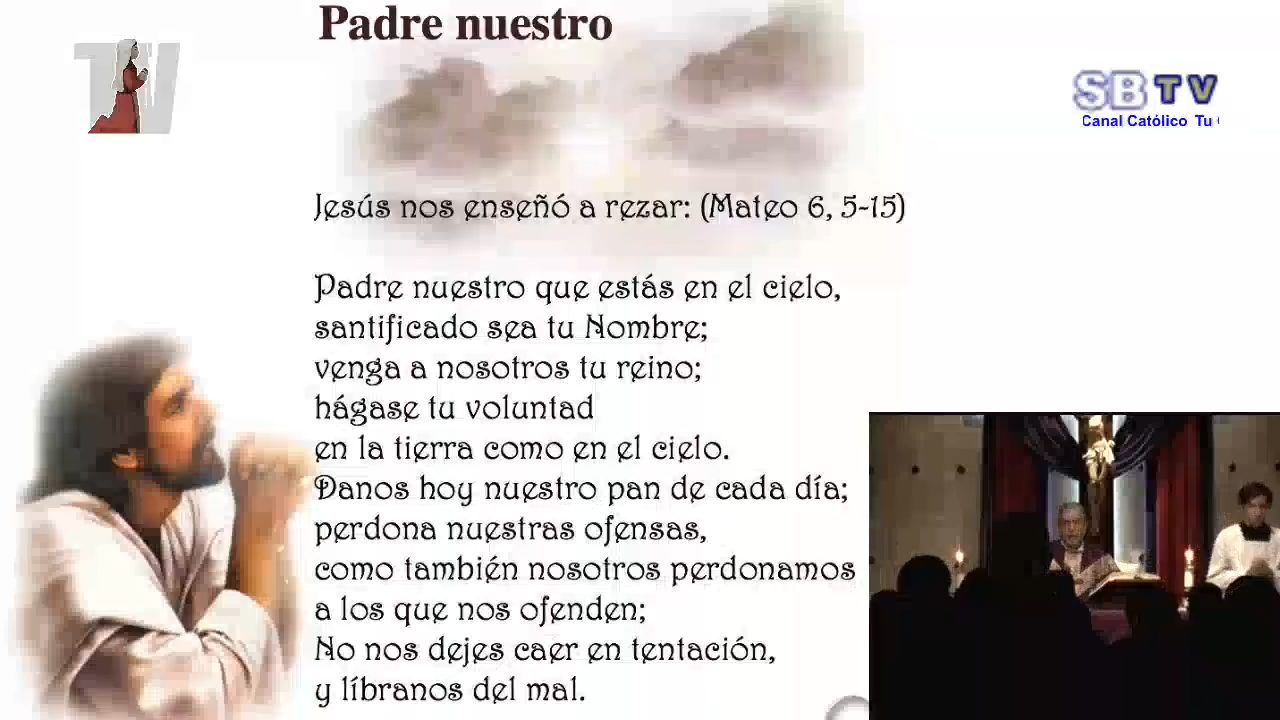 Padre nuestro
TV
SBTV
Canal Católico Tu
Jesús nos enseñó a rezar: (Mateo 6, 5-15)
Padre nuestro que estás en el cielo,
santificado sea tu Nombre;
venga a nosotros tu reino;
hágase tu voluntad
en la tierra como en el cielo.
Danos hoy nuestro pan de cada día;
perdona nuestras ofensas,
como también nosotros perdonamos
a los que nos ofenden;
No nos dejes caer en tentación,
y líbranos del mal.